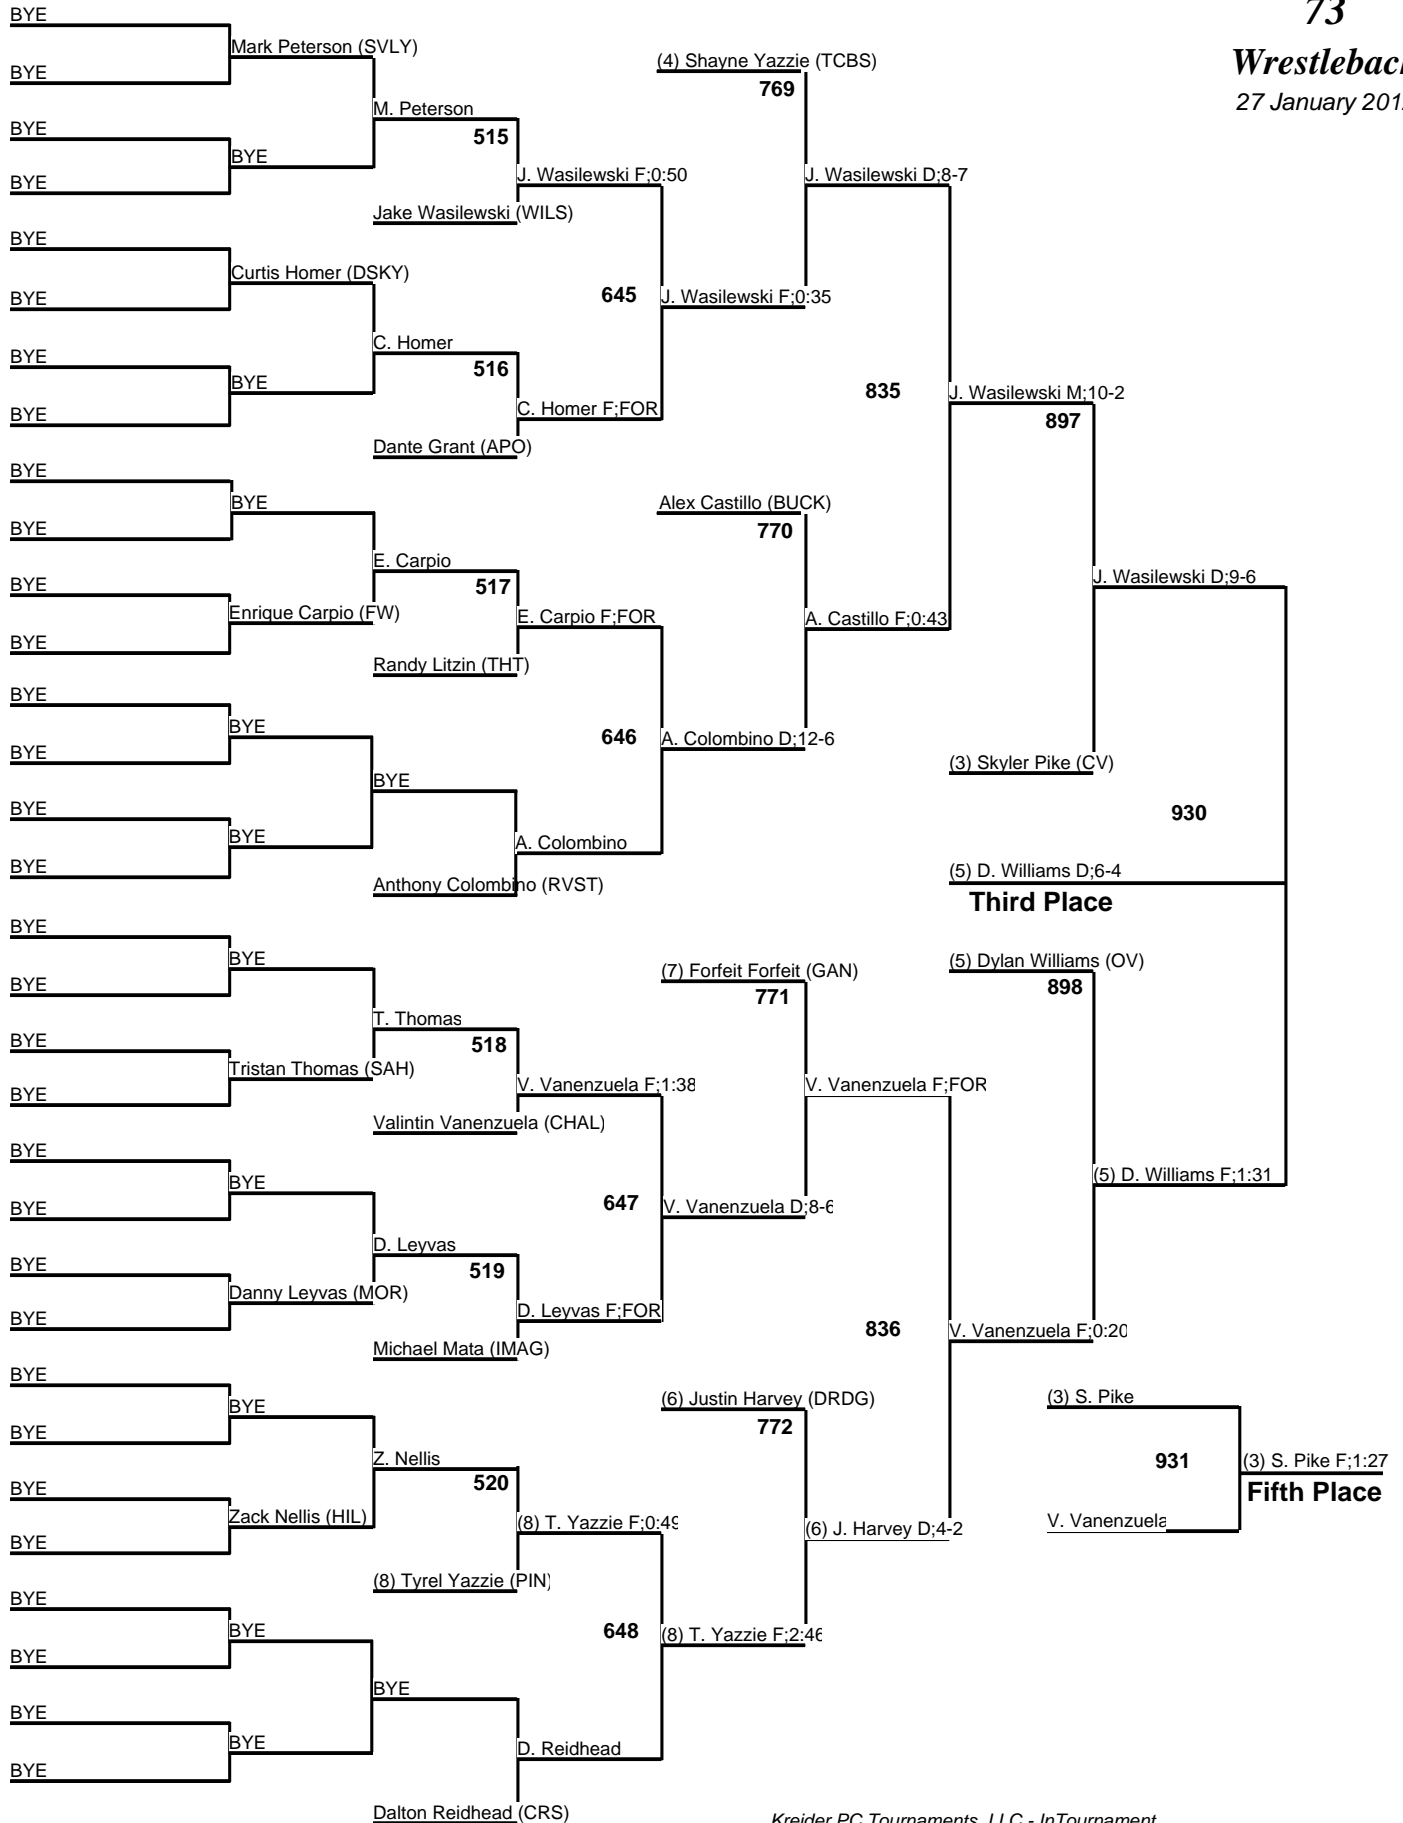 73
Wrestleback
27 January 201
BYE
Mark Peterson (SVLY)
BYE
(4) Shayne Yazzie (TCBS)
769
M. Peterson
515
BYE
BYE
BYE
J. Wasilewski F;0:50
J. Wasilewski D;8-7
Jake Wasilewski (WILS)
BYE
Curtis Homer (DSKY)
BYE
645
J. Wasilewski F;0:35
C. Homer
516
BYE
BYE
BYE
835
J. Wasilewski M;10-2
897
C. Homer F;FOR
Dante Grant (APO)
BYE
BYE
BYE
Alex Castillo (BUCK)
770
E. Carpio
517
BYE
J. Wasilewski D;9-6
Enrique Carpio (FW)
E. Carpio F;FOR
A. Castillo F;0:43
BYE
Randy Litzin (THT)
BYE
BYE
BYE
646
A. Colombino D;12-6
(3) Skyler Pike (CV)
BYE
BYE
930
BYE
A. Colombino
BYE
(5) D. Williams D;6-4
Anthony Colombino (RVST)
Third Place
BYE
BYE
BYE
(7) Forfeit Forfeit (GAN)
771
(5) Dylan Williams (OV)
898
T. Thomas
518
BYE
Tristan Thomas (SAH)
BYE
V. Vanenzuela F;1:38
V. Vanenzuela F;FOR
Valintin Vanenzuela (CHAL)
BYE
BYE
BYE
647
V. Vanenzuela D;8-6
(5) D. Williams F;1:31
D. Leyvas
519
BYE
Danny Leyvas (MOR)
BYE
D. Leyvas F;FOR
836
V. Vanenzuela F;0:20
Michael Mata (IMAG)
BYE
BYE
BYE
(6) Justin Harvey (DRDG)
772
(3) S. Pike
Z. Nellis
520
931
(3) S. Pike F;1:27
Fifth Place
BYE
Zack Nellis (HIL)
BYE
(8) T. Yazzie F;0:49
(6) J. Harvey D;4-2
V. Vanenzuela
(8) Tyrel Yazzie (PIN)
BYE
BYE
BYE
648
(8) T. Yazzie F;2:46
BYE
BYE
BYE
BYE
D. Reidhead
Dalton Reidhead (CRS)
Kreider PC Tournaments, LLC - InTournament